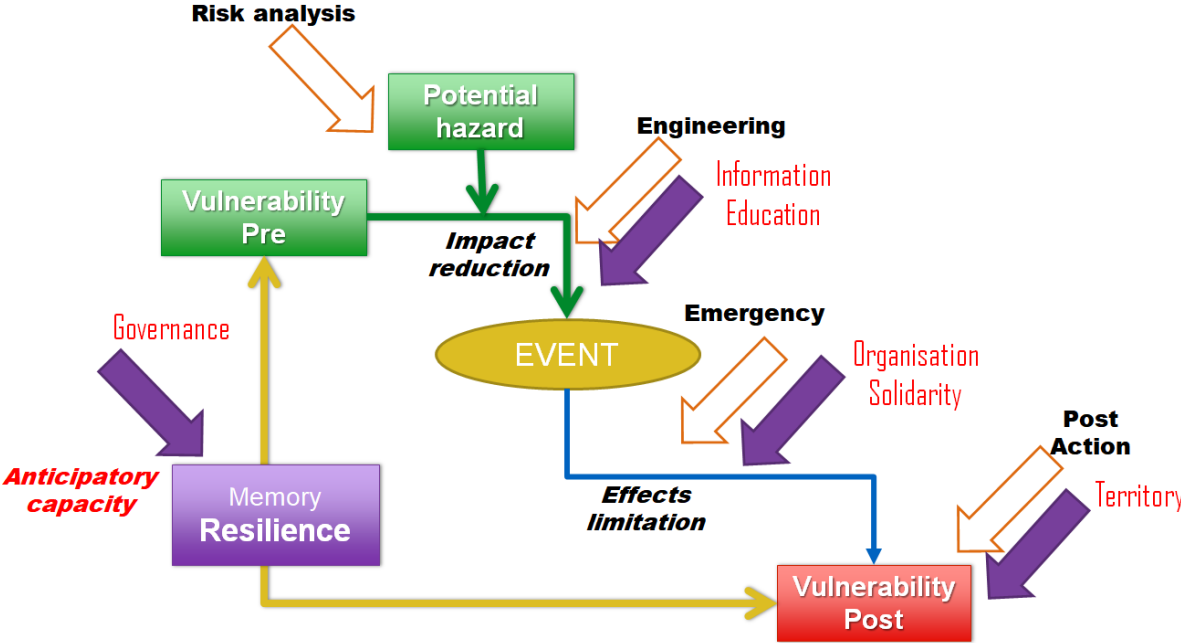 Risk analysis
Potential
hazard
Engineering
Information
Education
Vulnerability
Pre
Impact
reduction
Governance
EVENT
Emergency
Organisation
Solidarity
Post
Action
Anticipatory
capacity
Memory
Resilience
Effects
limitation
Territory
Vulnerability
Post